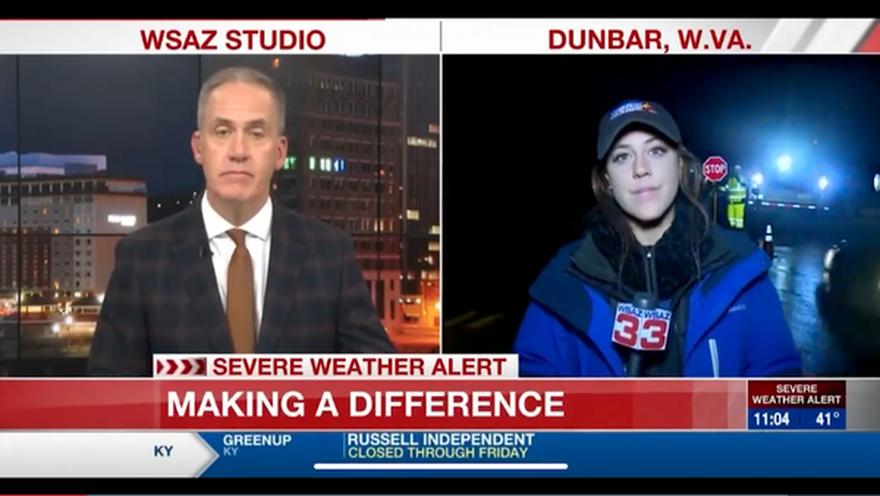 WSAZ STUDIO
DUNBAR, W.VA.
STOP
WSAZ WSAZ
33
SEVERE WEATHER ALERT
MAKING A DIFFERENCE
SEVERE
WEATHER ALERT
11:04 41°
KY
GREENUP
KY
RUSSELL INDEPENDENT
CLOSED THROUGH FRIDAY